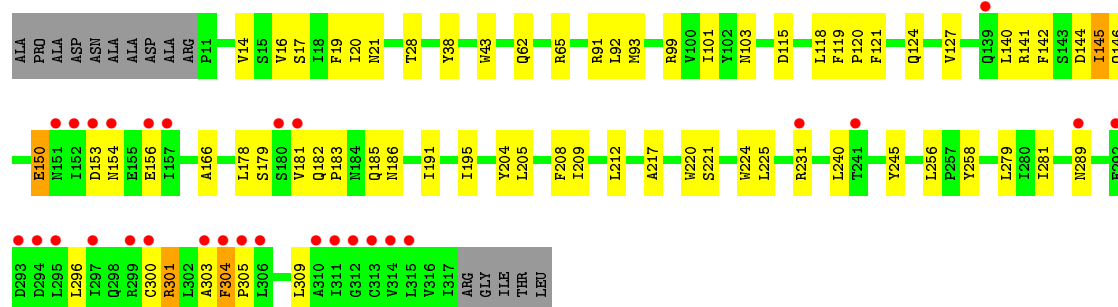 ALA PRO ALA ASP ASN ALA ALA ASP ALA ARG P11 V14 S15 V16 S17 I18 F19 I20 N21 T28 Y38 W43 Q62 R65 R91 L92 M93 R99 V100 I101 Y102 N103 D115 L118 F119 P120 F121 Q124 V127 Q139 L140 R141 F142 S143 D144 I145 Q146
E150 N151 I152 D153 N154 E155 E156 I157 A166 L178 S179 S180 V181 Q182 P183 N184 Q185 N186 I191 I195 Y204 L205 F208 I209 L212 A217 W220 S221 W224 L225 R231 L240 T241 Y245 L256 P257 Y258 L279 I280 I281 N289 E292
D293 D294 L295 L296 I297 Q298 R299 C300 R301 L302 A303 F304 P305 L306 L309 A310 I311 G312 C313 V314 L315 V316 I317 ARG GLY ILE THR LEU